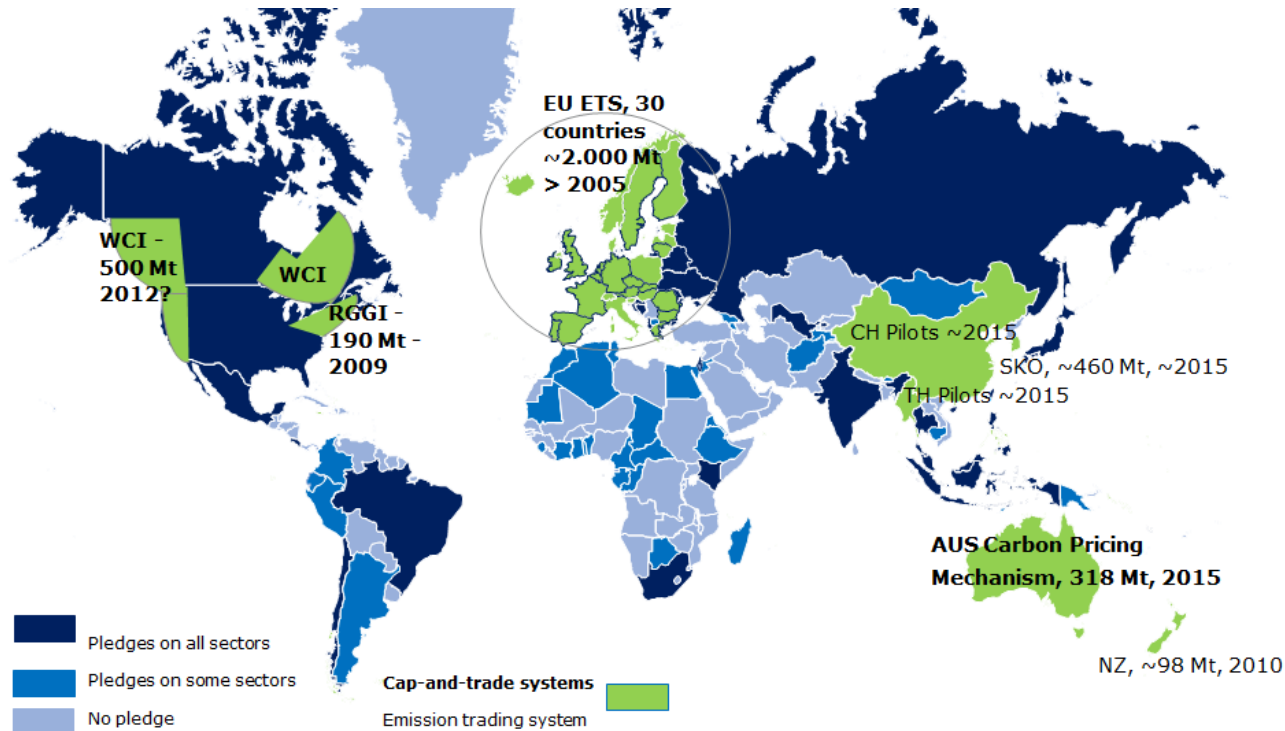 EU ETS, 30
countries
~2.000 Mt
> 2005
WCI -
500 Mt
2012?
WCI
RGGI -
190 Mt -
2009
CH Pilots ~2015
SKO, ~460 Mt, ~2015
TH Pilots ~2015
AUS Carbon Pricing
Mechanism, 318 Mt, 2015
NZ, ~98 Mt, 2010
Pledges on all sectors
Pledges on some sectors
No pledge
Cap-and-trade systems
Emission trading system